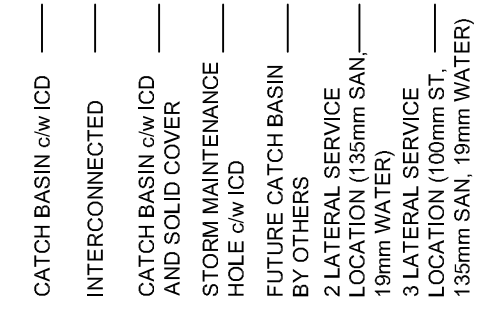 CATCH BASIN c/w ICD
INTERCONNECTED
CATCH BASIN c/w ICD
AND SOLID COVER
STORM MAINTENANCE
HOLE c/w ICD
FUTURE CATCH BASIN
BY OTHERS
2 LATERAL SERVICE
LOCATION (135mm SAN,
19mm WATER)
3 LATERAL SERVICE
LOCATION (100mm ST,
135mm SAN, 19mm WATER)